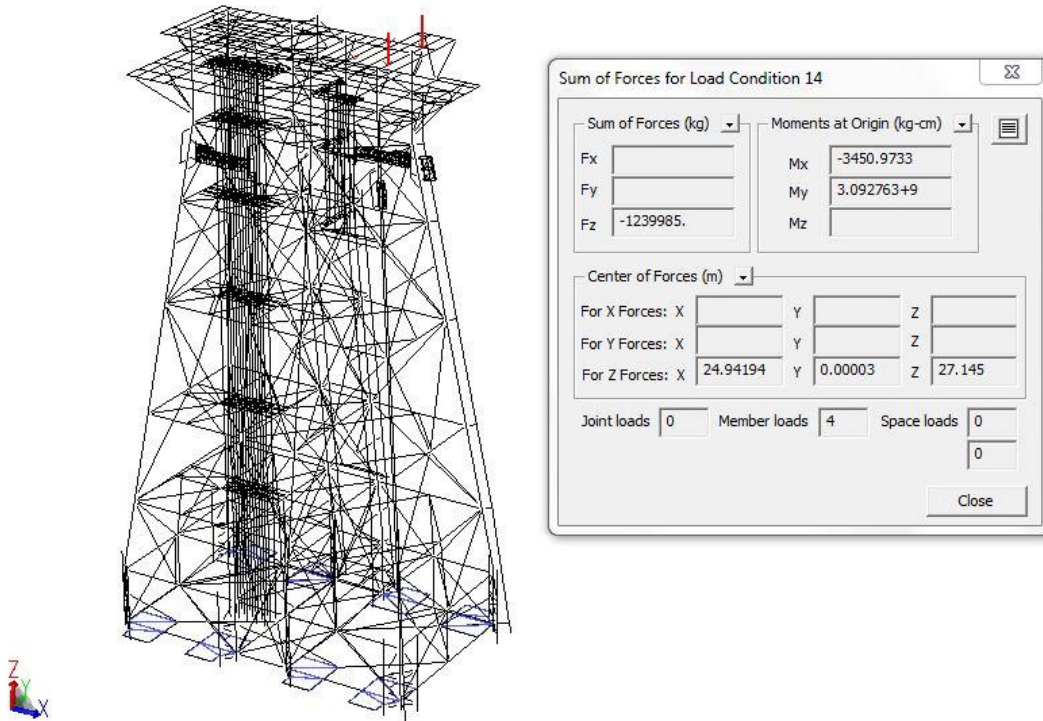 Sum of Forces for Load Condition 14
Sum of Forces (kg)
Fx
Fy
Fz -1239985.
Moments at Origin (kg-cm)
Mx -3450.9733
My 3.092763+9
Mz
Center of Forces (m)
For X Forces: X Y Z
For Y Forces: X Y Z
For Z Forces: X 24.94194 Y 0.00003 Z 27.145
Joint loads 0 Member loads 4 Space loads 0
0
Close
Z
Y
X